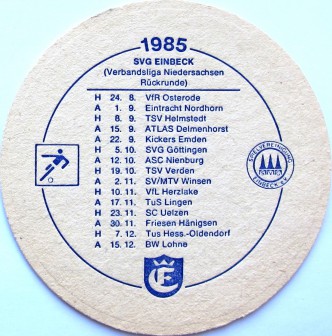 1985
SVG EINBECK
(Verbandsliga Niedersachsen
Rückrunde)
H 24. 8. VfR Osterode
A 1. 9. Eintracht Nordhorn
H 8. 9. TSV Helmstedt
A 15. 9. ATLAS Delmenhorst
A 22. 9. Kickers Emden
H 5. 10. SVG Göttingen
A 12. 10. ASC Nienburg
H 19. 10. TSV Verden
A 2. 11. SV/MTV Winsen
H 10. 11. VfL Herzlake
A 17. 11. TuS Lingen
H 23. 11. SC Uelzen
A 30. 11. Friesen Hänigsen
H 7. 12. Tus Hess.-Oldendorf
A 15. 12. BW Lohne
SPIELVEREINIGUNG
EINBECK
E